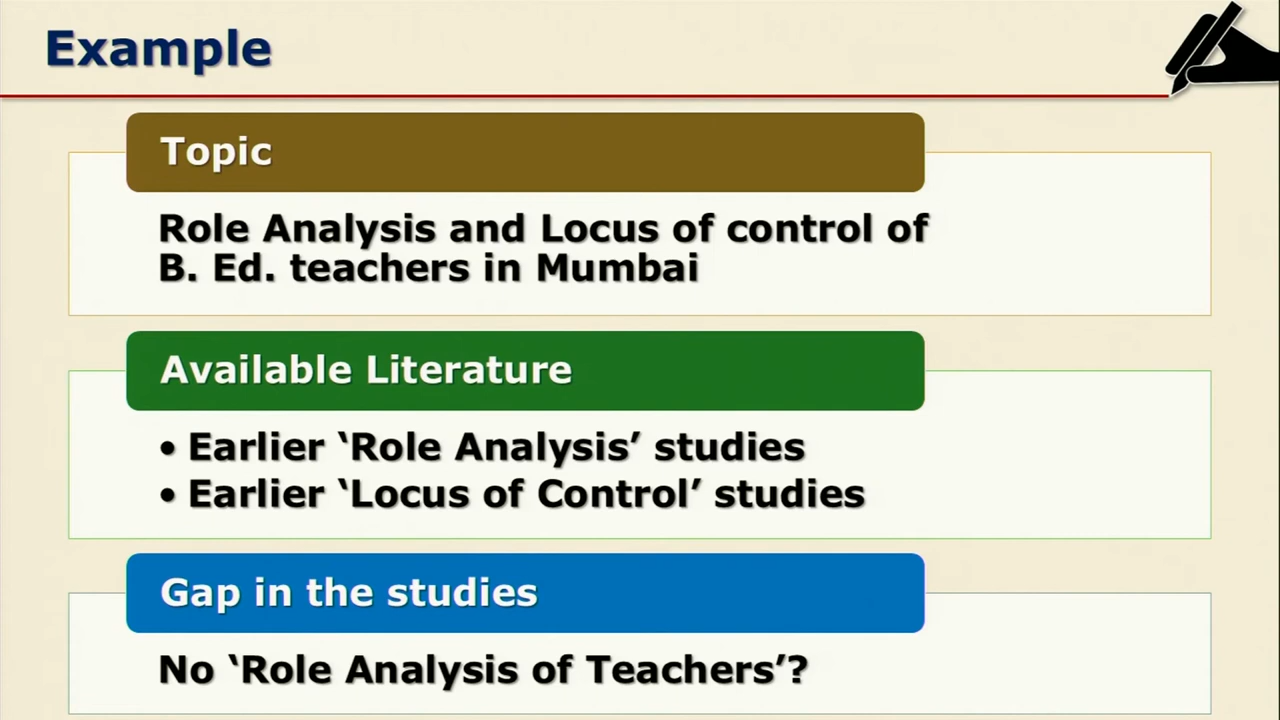 Example
Topic
Role Analysis and Locus of control of
B. Ed. teachers in Mumbai
Available Literature
• Earlier ‘Role Analysis’ studies
• Earlier ‘Locus of Control’ studies
Gap in the studies
No ‘Role Analysis of Teachers’?